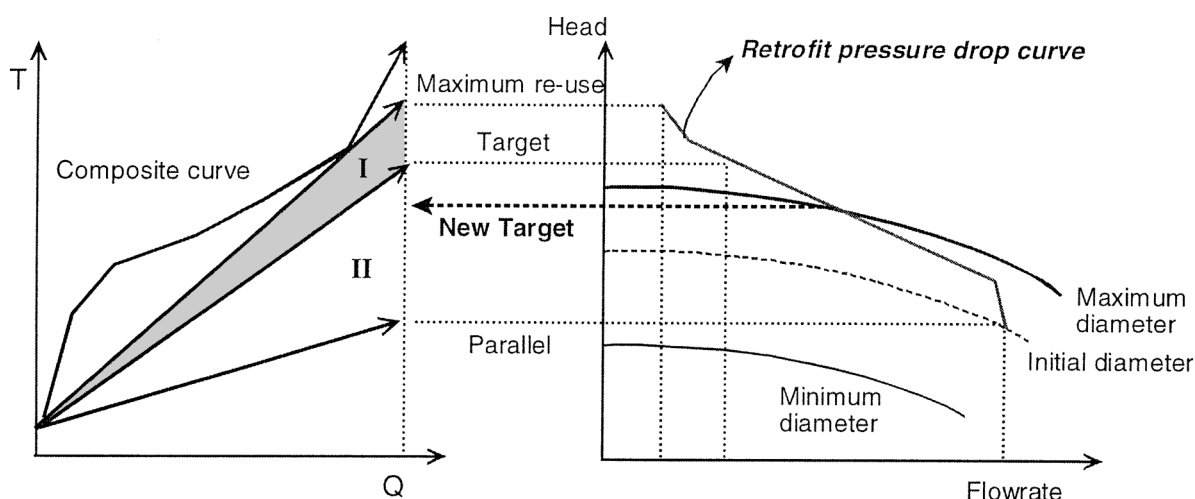 T
Composite curve
I
II
Q
Maximum re-use
Target
New Target
Parallel
Head
Retrofit pressure drop curve
Maximum
diameter
Initial diameter
Minimum
diameter
Flowrate